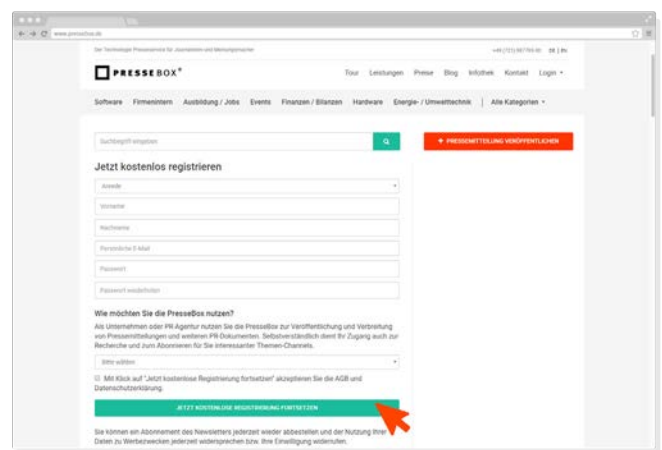 www.pressebox.de
Der Technologie Presseservice für Journalisten und Meinungsmacher
DE | EN
PRESSEBOX®
Tour Leistungen Preise Blog Infothek Kontakt Login
Software Firmenintern Ausbildung / Jobs Events Finanzen / Bilanzen Hardware Energie- / Umwelttechnik | Alle Kategorien
Suchbegriff eingeben
+ PRESSEMITTEILUNG VERÖFFENTLICHEN
Jetzt kostenlos registrieren
Anrede
Vorname
Nachname
Persönliche E-Mail
Passwort
Passwort wiederholen
Wie möchten Sie die PresseBox nutzen?
Als Unternehmen oder PR-Agentur nutzen Sie die PresseBox zur Veröffentlichung und Verbreitung
von Pressemitteilungen und weiteren PR-Dokumenten. Selbstverständlich dient Ihr Zugang auch zur
Recherche und zum Abonnieren für Sie interessanter Themen-Channels.
Bitte wählen
Mit Klick auf "Jetzt kostenlose Registrierung fortsetzen" akzeptieren Sie die AGB und
Datenschutzerklärung.
JETZT KOSTENLOSE REGISTRIERUNG FORTSETZEN
Sie können ein Abonnement des Newsletters jederzeit wieder abbestellen und der Nutzung Ihrer
Daten zu Werbezwecken jederzeit widersprechen bzw. Ihre Einwilligung widerrufen.